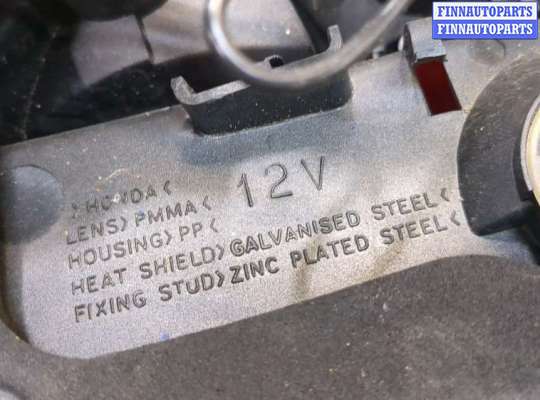 FINNAUTOPARTS
FINNAUTOPARTS
>HONDA< 12V
LENS>PMMA<
HOUSING>PP<
HEAT SHIELD>GALVANISED STEEL<
FIXING STUD>ZINC PLATED STEEL<